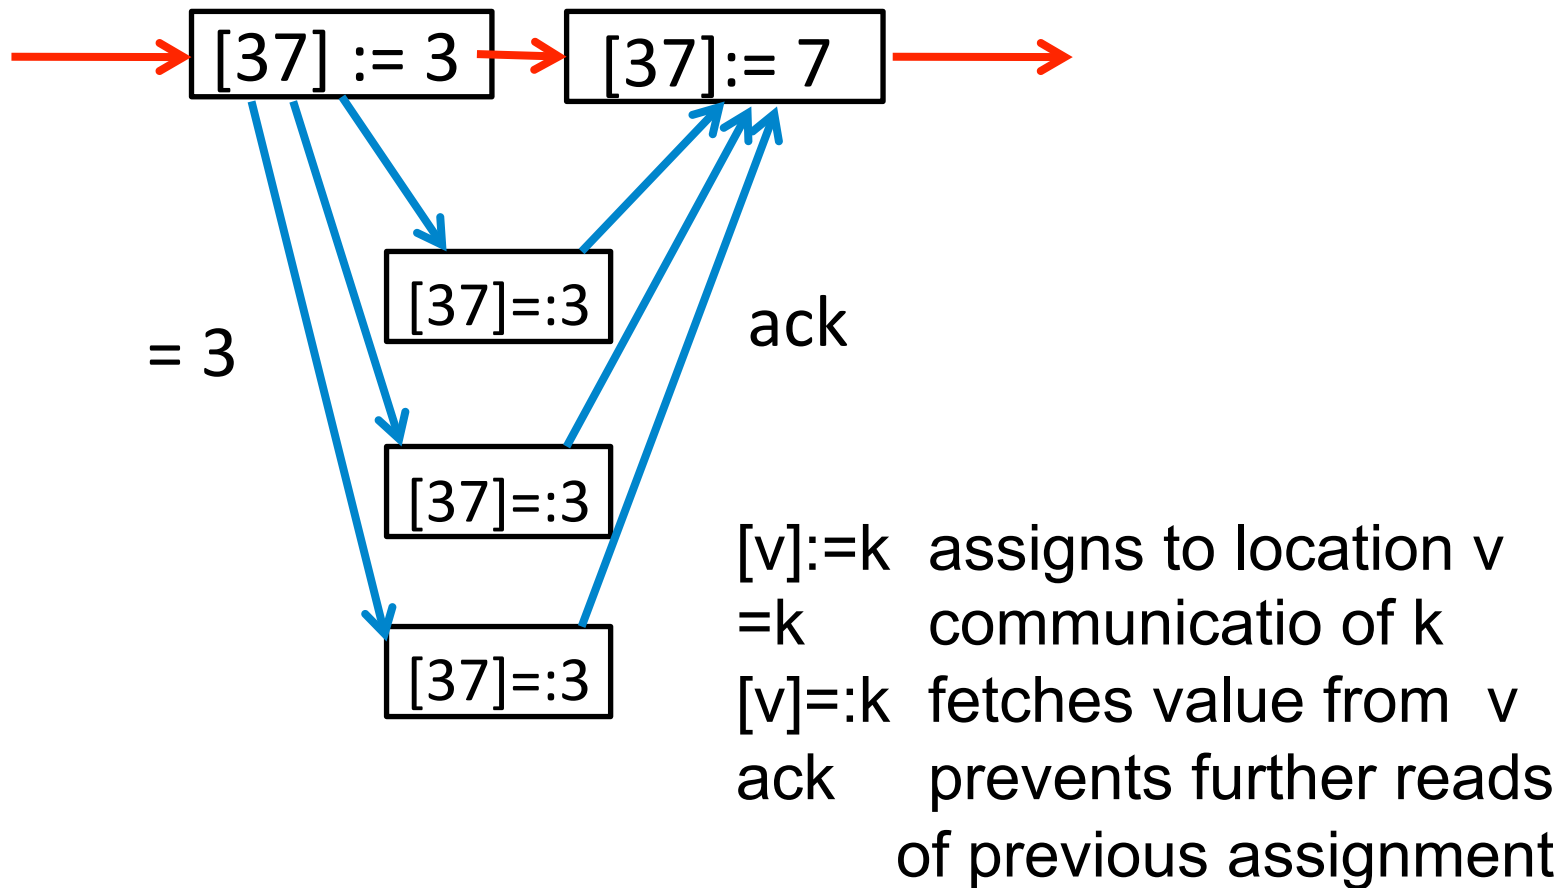 [37] := 3
[37]:= 7
[37]=:3
= 3
ack
[37]=:3
[37]=:3
[v]:=k assigns to location v
=k communicatio of k
[v]=:k fetches value from v
ack prevents further reads
of previous assignment